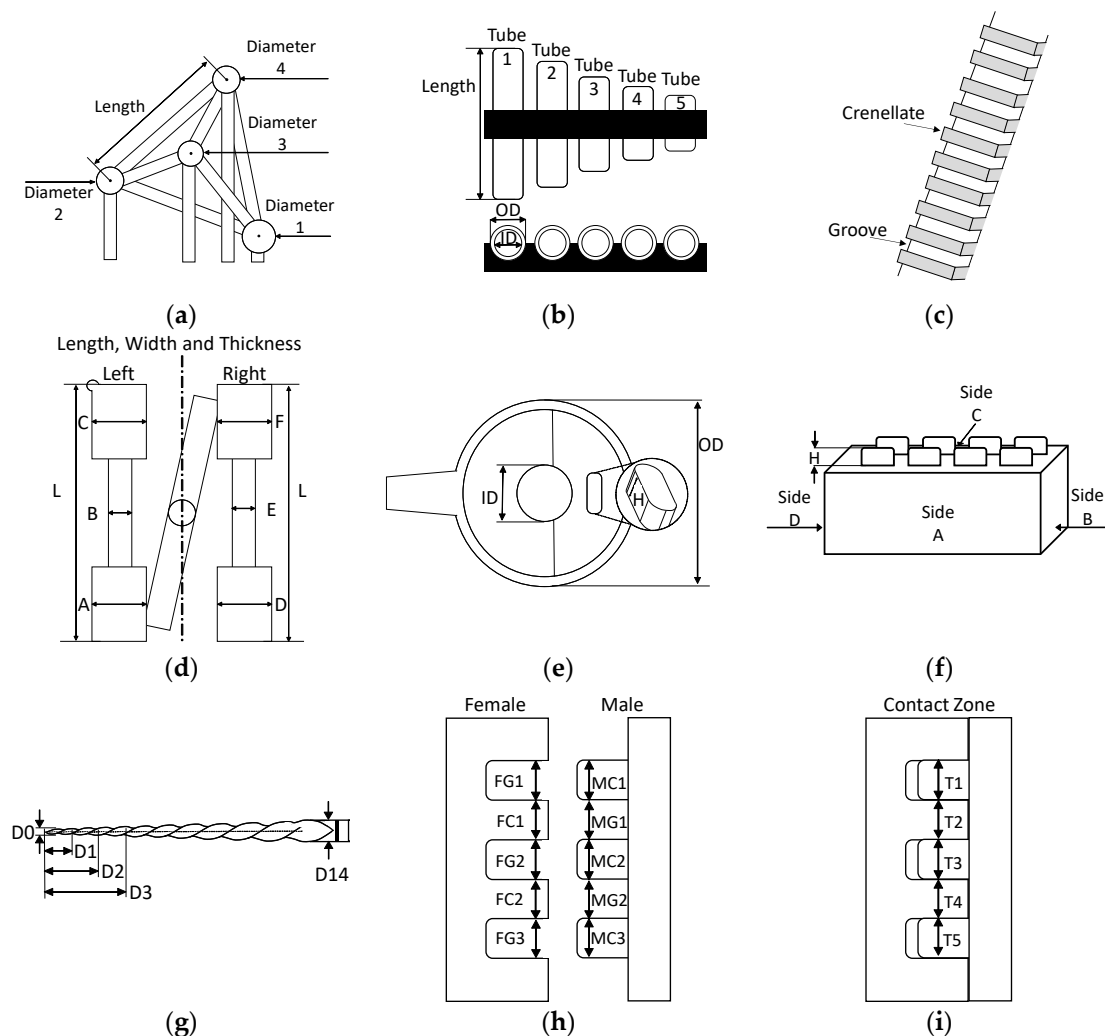 Diameter
4
Length
Diameter
3
Diameter
2
Diameter
1
(a)
Tube
1
Tube
2
Tube
3
Tube
4
Tube
5
Length
OD
ID
(b)
Crenellate
Groove
(c)
Length, Width and Thickness
Left Right
C F
L B E L
A D
(d)
ID H OD
(e)
Side
C
H
Side
D
Side
A
Side
B
(f)
D0
D1
D2
D3
D14
(g)
Female Male
FG1 MC1
FC1 MG1
FG2 MC2
FC2 MG2
FG3 MC3
(h)
Contact Zone
T1
T2
T3
T4
T5
(i)